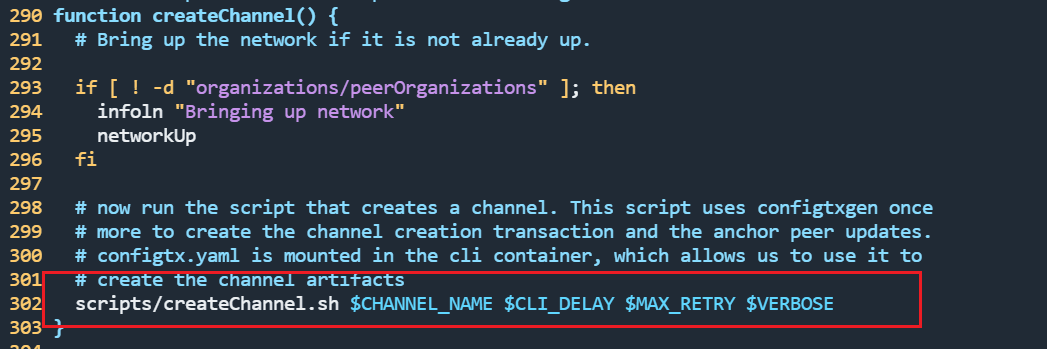 290 function createChannel() {
291   # Bring up the network if it is not already up.
292
293   if [ ! -d "organizations/peerOrganizations" ]; then
294     infoln "Bringing up network"
295     networkUp
296   fi
297
298   # now run the script that creates a channel. This script uses configtxgen once
299   # more to create the channel creation transaction and the anchor peer updates.
300   # configtx.yaml is mounted in the cli container, which allows us to use it to
301   # create the channel artifacts
302   scripts/createChannel.sh $CHANNEL_NAME $CLI_DELAY $MAX_RETRY $VERBOSE
303 }